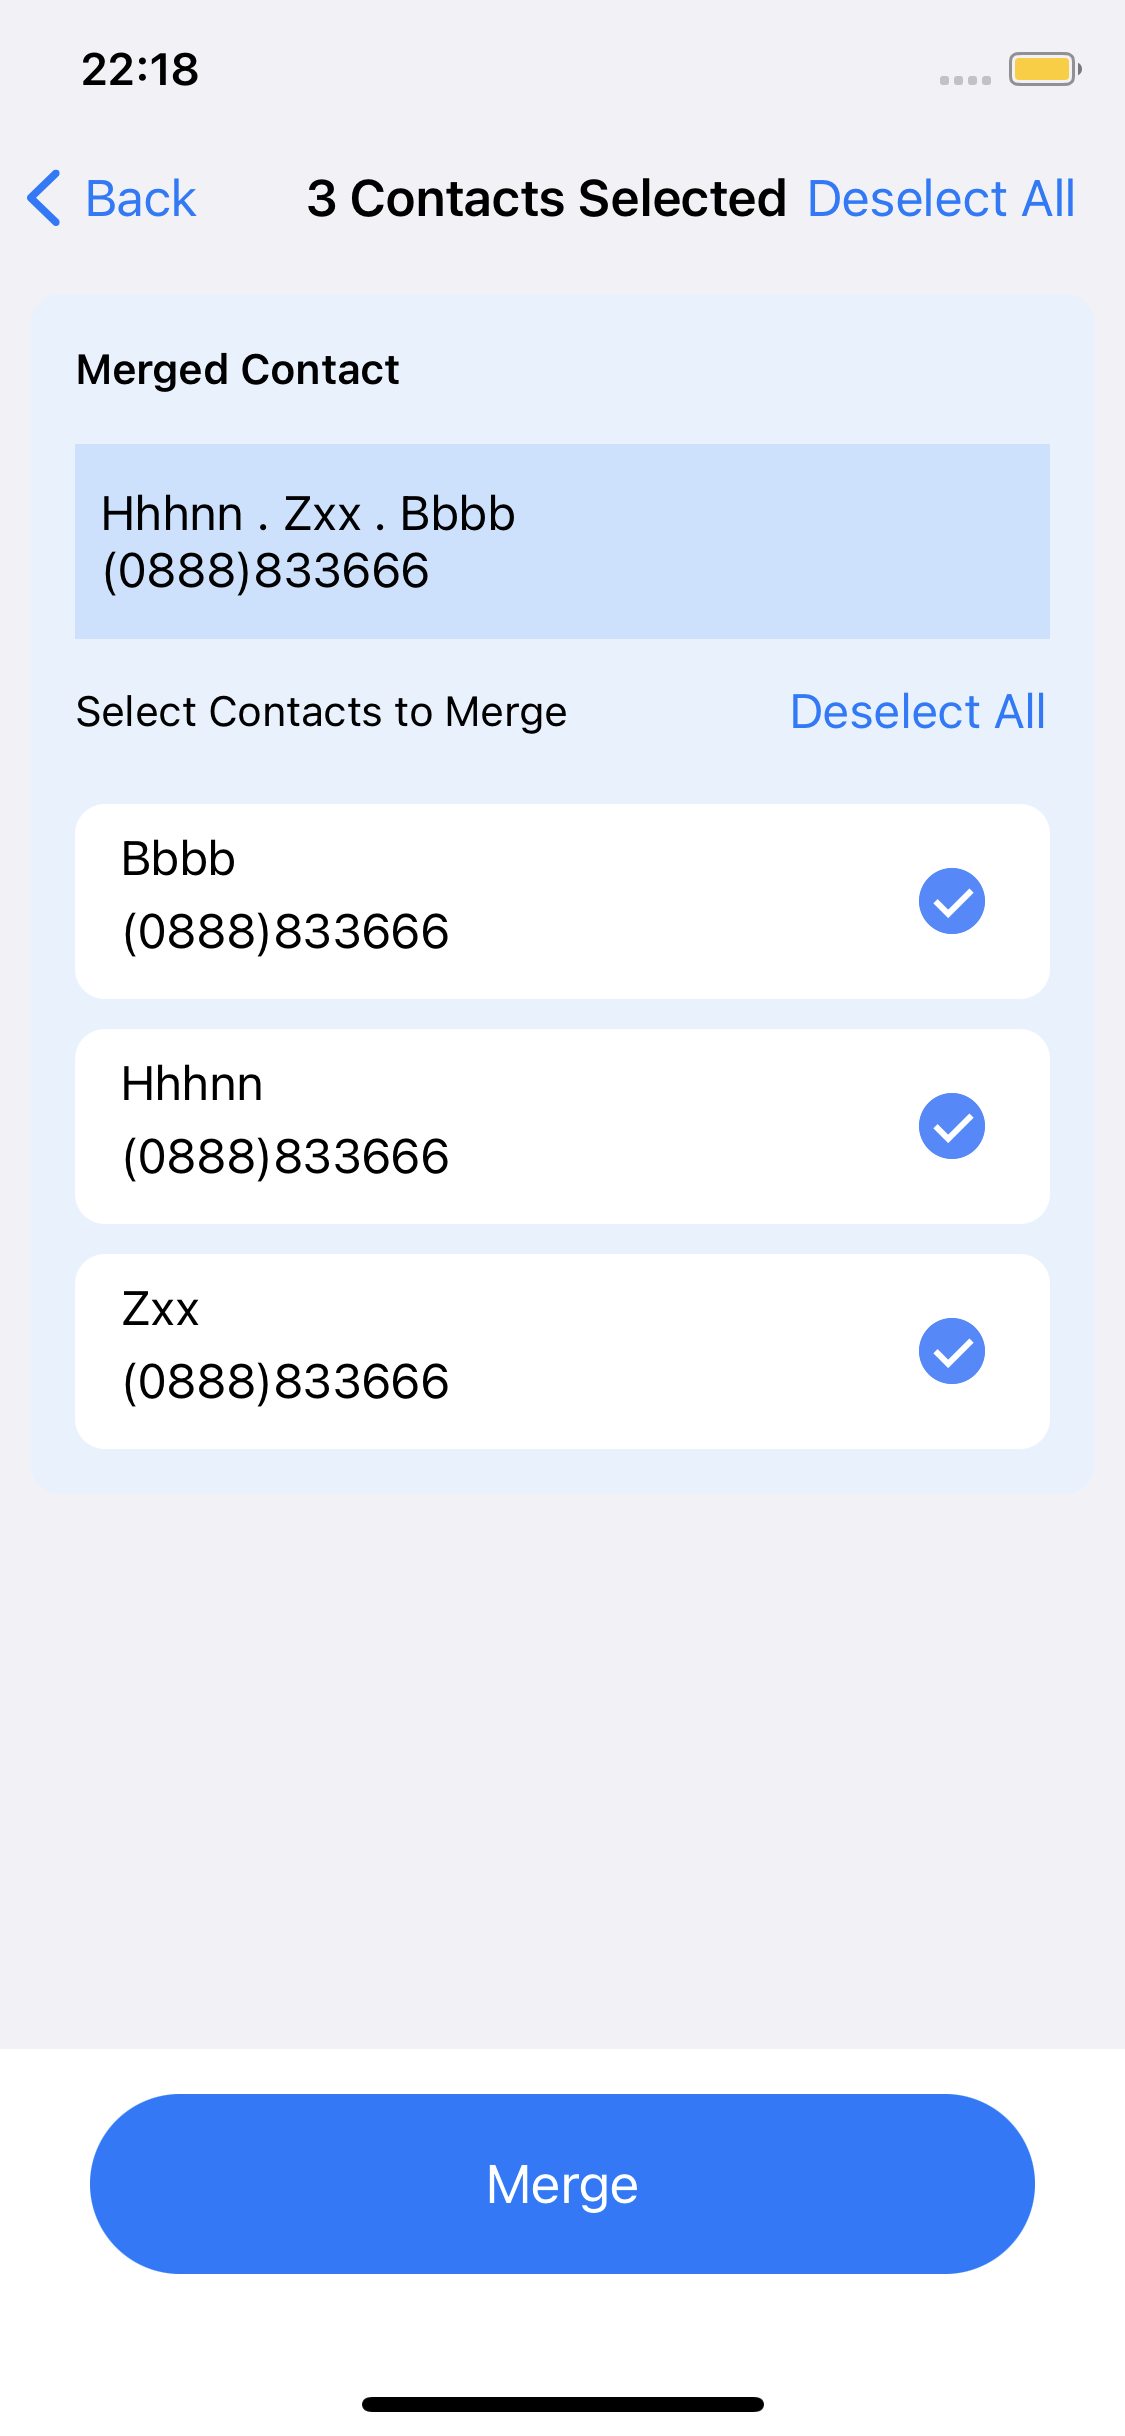 22:18
Back
3 Contacts Selected
Deselect All
Merged Contact
Hhhnn . Zxx . Bbbb
(0888)833666
Select Contacts to Merge
Deselect All
Bbbb
(0888)833666
Hhhnn
(0888)833666
Zxx
(0888)833666
Merge